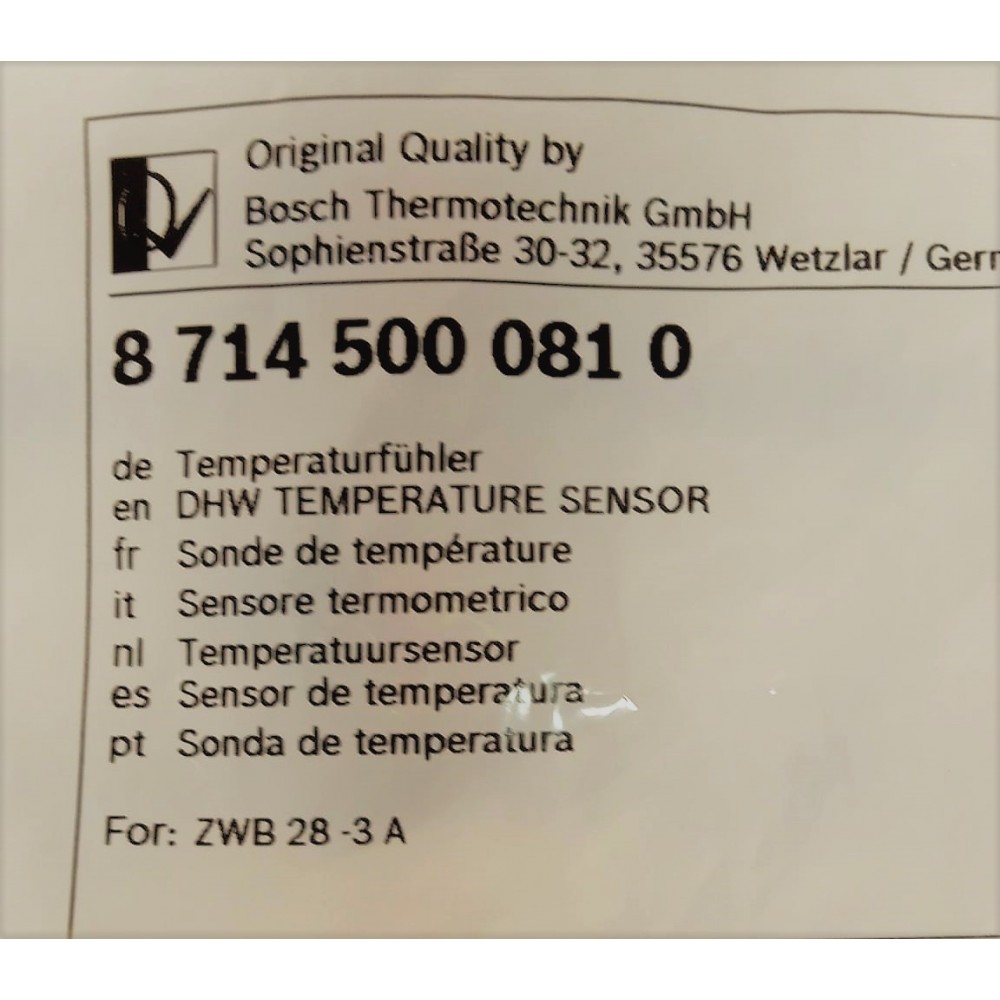 Original Quality by
Bosch Thermotechnik GmbH
Sophienstraße 30-32, 35576 Wetzlar /
8 714 500 081 0
de Temperaturfühler
en DHW TEMPERATURE SENSOR
fr Sonde de température
it Sensore termometrico
nl Temperatuursensor
es Sensor de temperatura
pt Sonda de temperatura
For: ZWB 28 -3 A